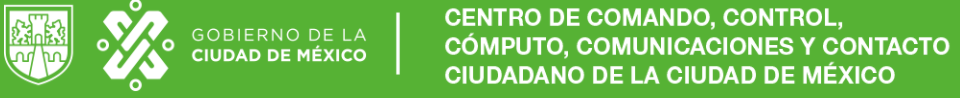 GOBIERNO DE LA
CIUDAD DE MÉXICO
CENTRO DE COMANDO, CONTROL,
CÓMPUTO, COMUNICACIONES Y CONTACTO
CIUDADANO DE LA CIUDAD DE MÉXICO